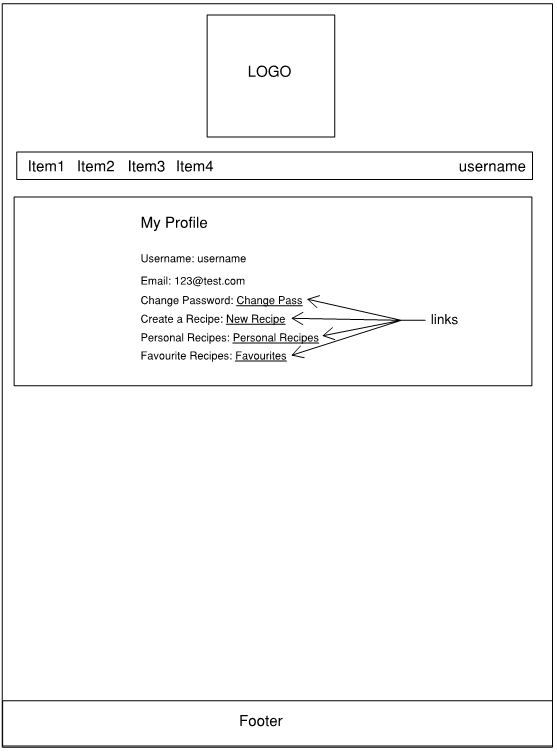 LOGO
Item1 Item2 Item3 Item4 username
My Profile
Username: username
Email: 123@test.com
Change Password: Change Pass
Create a Recipe: New Recipe
links
Personal Recipes: Personal Recipes
Favourite Recipes: Favourites
Footer